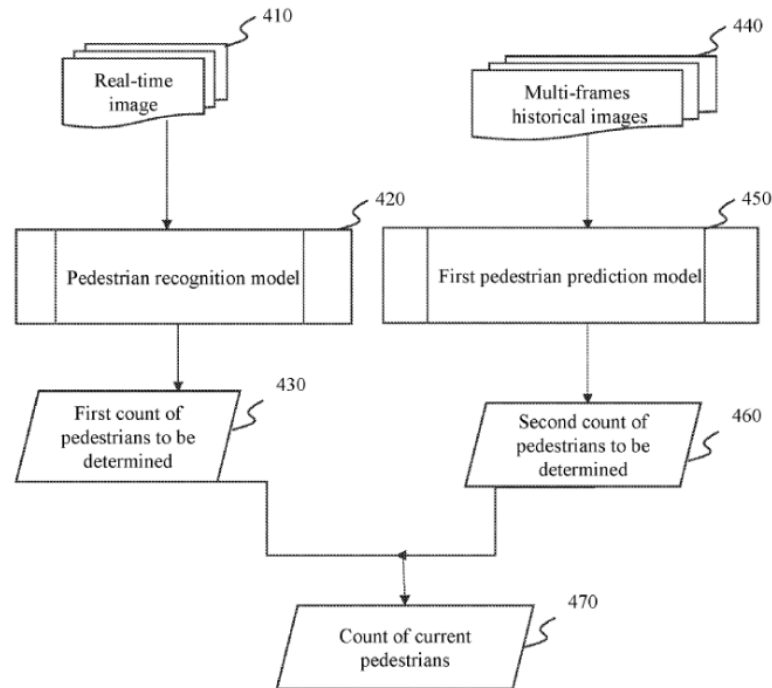 410
Real-time
image
440
Multi-frames
historical images
420
Pedestrian recognition model
450
First pedestrian prediction model
430
First count of
pedestrians to be
determined
460
Second count of
pedestrians to be
determined
470
Count of current
pedestrians